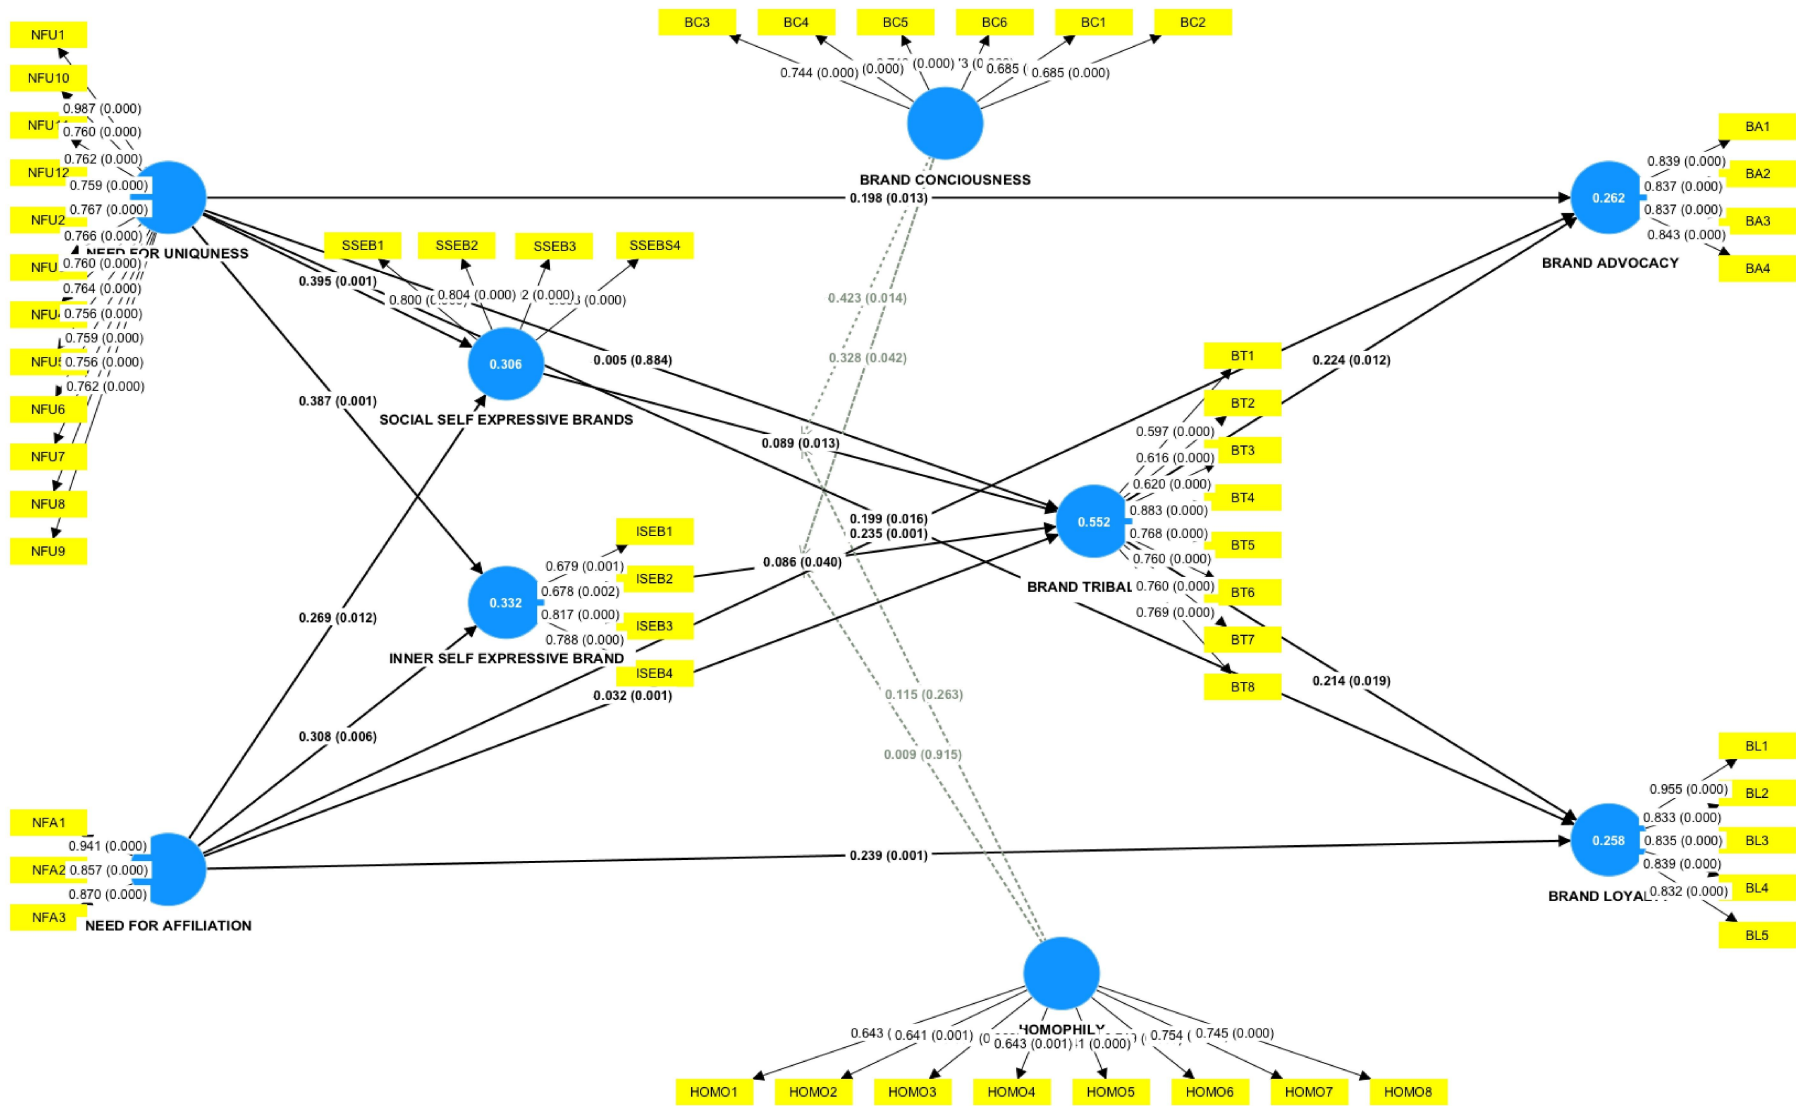 BC3
BC4
BC5
BC6
BC1
BC2
0.744 (0.000)
(0.000)
(0.000)
0.685 (
0.685 (0.000)
BRAND CONCIOUSNESS
NFU1
NFU10
NFU12
NFU2
NFU6
NFU7
NFU8
NFU9
0.987 (0.000)
0.760 (0.000)
0.762 (0.000)
0.759 (0.000)
0.767 (0.000)
0.766 (0.000)
0.760 (0.000)
0.764 (0.000)
0.756 (0.000)
0.759 (0.000)
0.756 (0.000)
0.762 (0.000)
NEED FOR UNIQUNESS
0.198 (0.013)
0.262
BRAND ADVOCACY
BA1
BA2
BA3
BA4
0.839 (0.000)
0.837 (0.000)
0.837 (0.000)
0.843 (0.000)
SSEB1
SSEB2
SSEB3
SSEBS4
0.800 (
0.804 (0.000)
0.395 (0.001)
0.306
SOCIAL SELF EXPRESSIVE BRANDS
0.423 (0.014)
0.328 (0.042)
0.005 (0.884)
0.387 (0.001)
0.089 (0.013)
0.224 (0.012)
BT1
BT2
BT3
BT4
BT5
BT6
BT7
BT8
0.597 (0.000)
0.616 (0.000)
0.620 (0.000)
0.883 (0.000)
0.768 (0.000)
0.760 (0.000)
0.760 (0.000)
0.769 (0.000)
0.552
BRAND TRIBAL
0.199 (0.016)
0.235 (0.001)
0.086 (0.040)
ISEB1
ISEB2
ISEB3
ISEB4
0.679 (0.001)
0.678 (0.002)
0.817 (0.000)
0.788 (0.000)
0.332
INNER SELF EXPRESSIVE BRAND
0.269 (0.012)
0.032 (0.001)
0.308 (0.006)
0.115 (0.263)
0.009 (0.915)
0.214 (0.019)
NFA1
NFA2
NFA3
0.941 (0.000)
0.857 (0.000)
0.870 (0.000)
NEED FOR AFFILIATION
0.239 (0.001)
0.258
BRAND LOYAL
BL1
BL2
BL3
BL4
BL5
0.955 (0.000)
0.833 (0.000)
0.835 (0.000)
0.839 (0.000)
0.832 (0.000)
HOMOPHILY
0.643 (
0.641 (0.001)
0.643 (0.001)
(0.000)
0.754 (
0.745 (0.000)
HOMO1
HOMO2
HOMO3
HOMO4
HOMO5
HOMO6
HOMO7
HOMO8